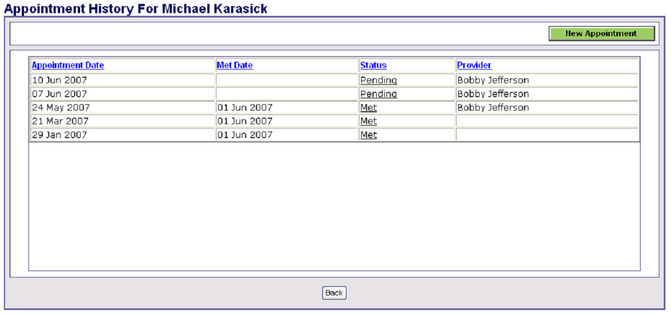 Appointment History For Michael Karasick
New Appointment
Appointment Date Met Date Status Provider
10 Jun 2007 Pending Bobby Jefferson
07 Jun 2007 Pending Bobby Jefferson
24 May 2007 01 Jun 2007 Met Bobby Jefferson
21 Mar 2007 01 Jun 2007 Met
29 Jan 2007 01 Jun 2007 Met
Back